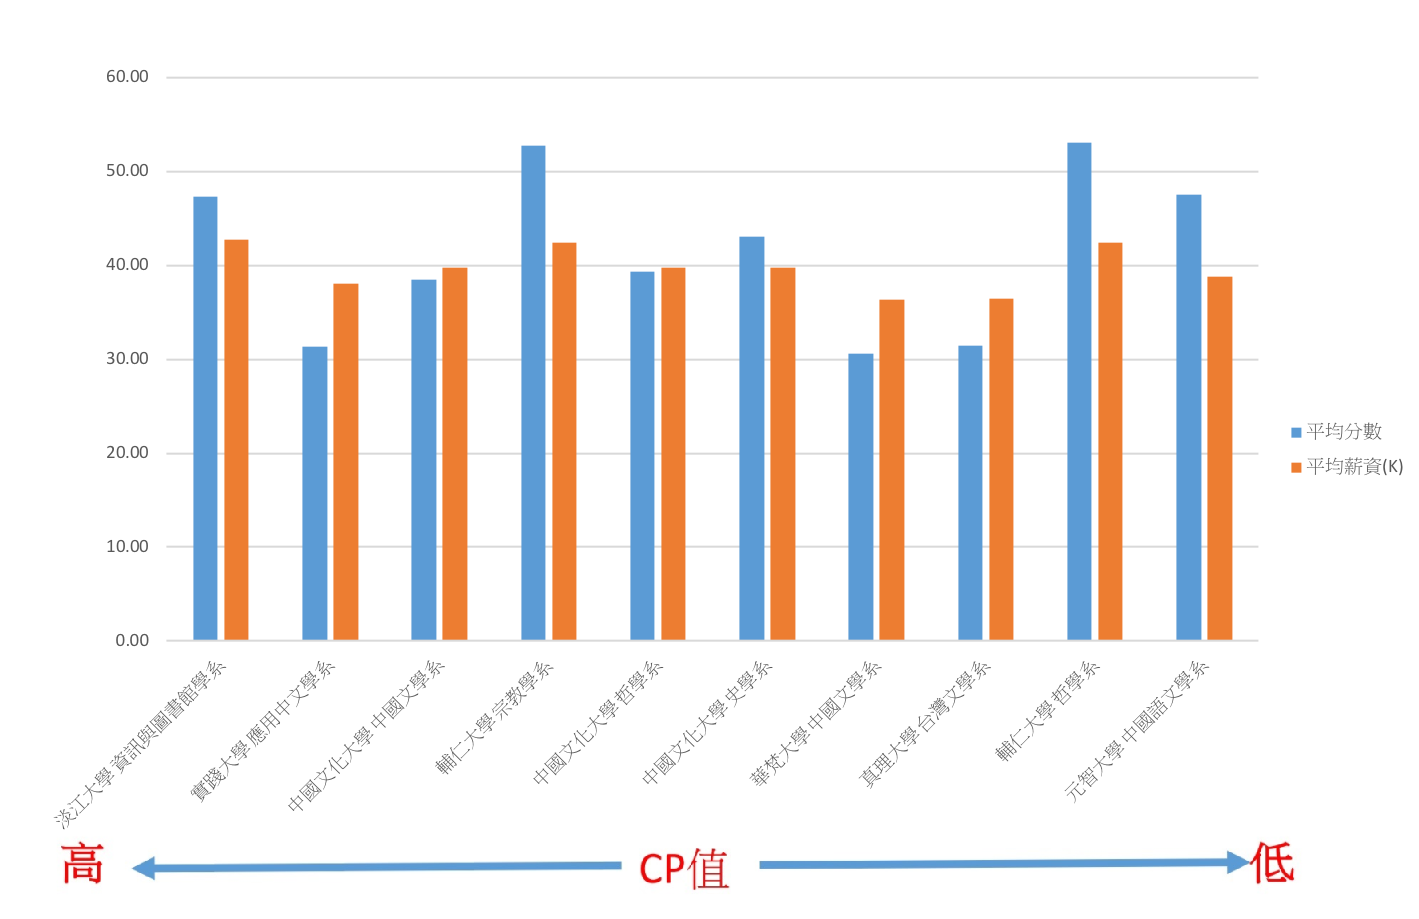 60.00
50.00
40.00
30.00
20.00
10.00
0.00
淡江大學 資訊與圖書館學系
實踐大學 應用中文學系
中國文化大學 中國文學系
輔仁大學 宗教學系
中國文化大學 哲學系
中國文化大學 史學系
華梵大學 中國文學系
真理大學 台灣文學系
輔仁大學 哲學系
元智大學 中國語文學系
平均分數
平均薪資(K)
高 CP值 低